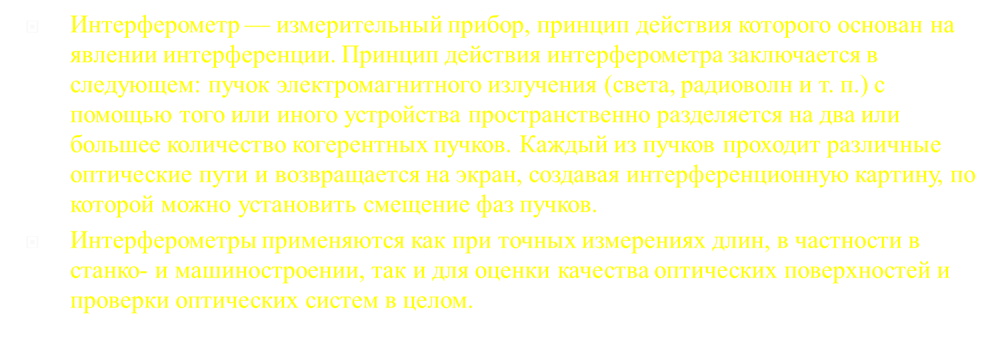 Интерферометр — измерительный прибор, принцип действия которого основан на
явлении интерференции. Принцип действия интерферометра заключается в
следующем: пучок электромагнитного излучения (света, радиоволн и т. п.) с
помощью того или иного устройства пространственно разделяется на два или
большее количество когерентных пучков. Каждый из пучков проходит различные
оптические пути и возвращается на экран, создавая интерференционную картину, по
которой можно установить смещение фаз пучков.
Интерферометры применяются как при точных измерениях длин, в частности в
станко- и машиностроении, так и для оценки качества оптических поверхностей и
проверки оптических систем в целом.